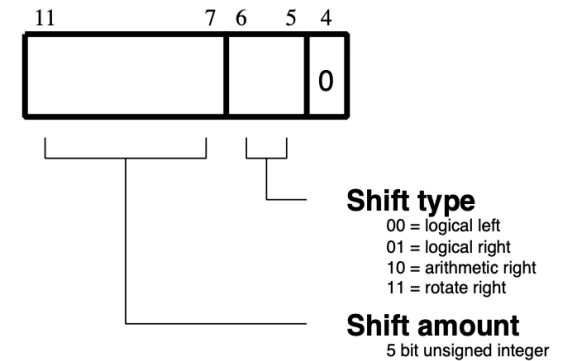 11 7 6 5 4
0
Shift type
00 = logical left
01 = logical right
10 = arithmetic right
11 = rotate right
Shift amount
5 bit unsigned integer